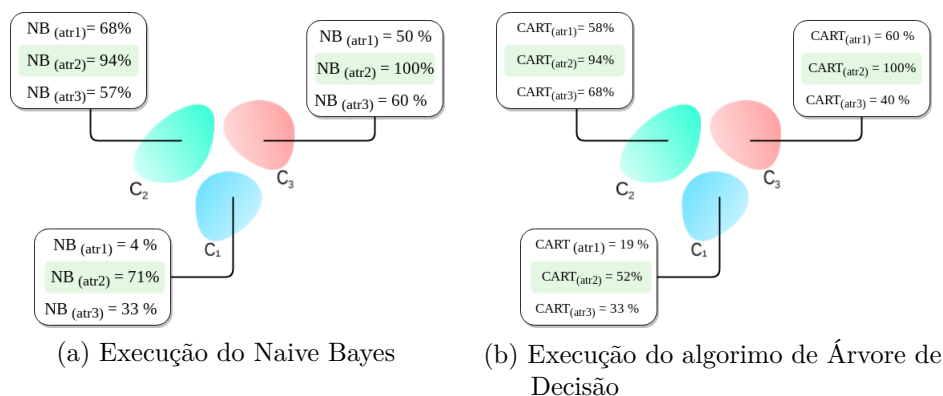 NB (atr1)= 68%
NB (atr2)= 94%
NB (atr3)= 57%
NB (atr1) = 50 %
NB (atr2) = 100%
NB (atr3) = 60 %
C2
C3
C1
NB (atr1) = 4 %
NB (atr2) = 71%
NB (atr3) = 33 %
(a) Execução do Naive Bayes
CART(atr1)= 58%
CART(atr2)= 94%
CART(atr3)= 68%
CART(atr1) = 60 %
CART(atr2) = 100%
CART(atr3) = 40 %
C2
C3
C1
CART (atr1) = 19 %
CART(atr2) = 52%
CART(atr3) = 33 %
(b) Execução do algorimo de Árvore de
Decisão